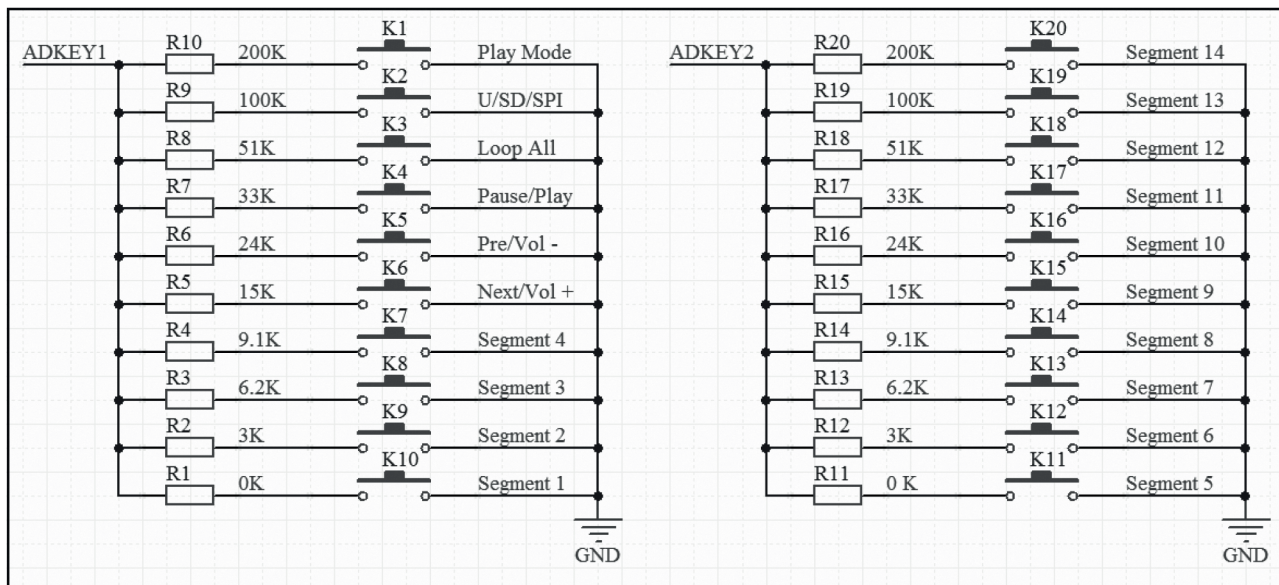 K1 K20
ADKEY1 R10 200K Play Mode ADKEY2 R20 200K Segment 14
K2 K19
R9 100K U/SD/SPI R19 100K Segment 13
K3 K18
R8 51K Loop All R18 51K Segment 12
K4 K17
R7 33K Pause/Play R17 33K Segment 11
K5 K16
R6 24K Pre/Vol - R16 24K Segment 10
K6 K15
R5 15K Next/Vol + R15 15K Segment 9
K7 K14
R4 9.1K Segment 4 R14 9.1K Segment 8
K8 K13
R3 6.2K Segment 3 R13 6.2K Segment 7
K9 K12
R2 3K Segment 2 R12 3K Segment 6
K10 K11
R1 0K Segment 1 R11 0 K Segment 5
GND GND